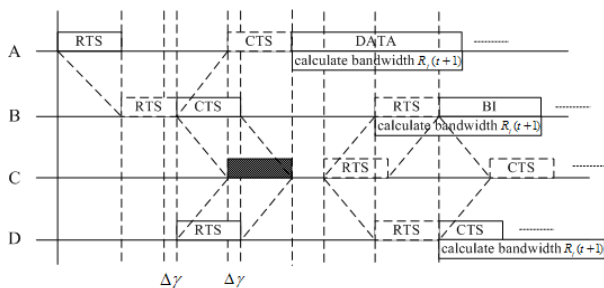 RTS
CTS
DATA
..........
A
calculate bandwidth R_i(t+1)
RTS
CTS
RTS
BI
..........
B
calculate bandwidth R_i(t+1)
C
RTS
CTS
..........
RTS
RTS
CTS
..........
D
calculate bandwidth R_i(t+1)
Δγ
Δγ